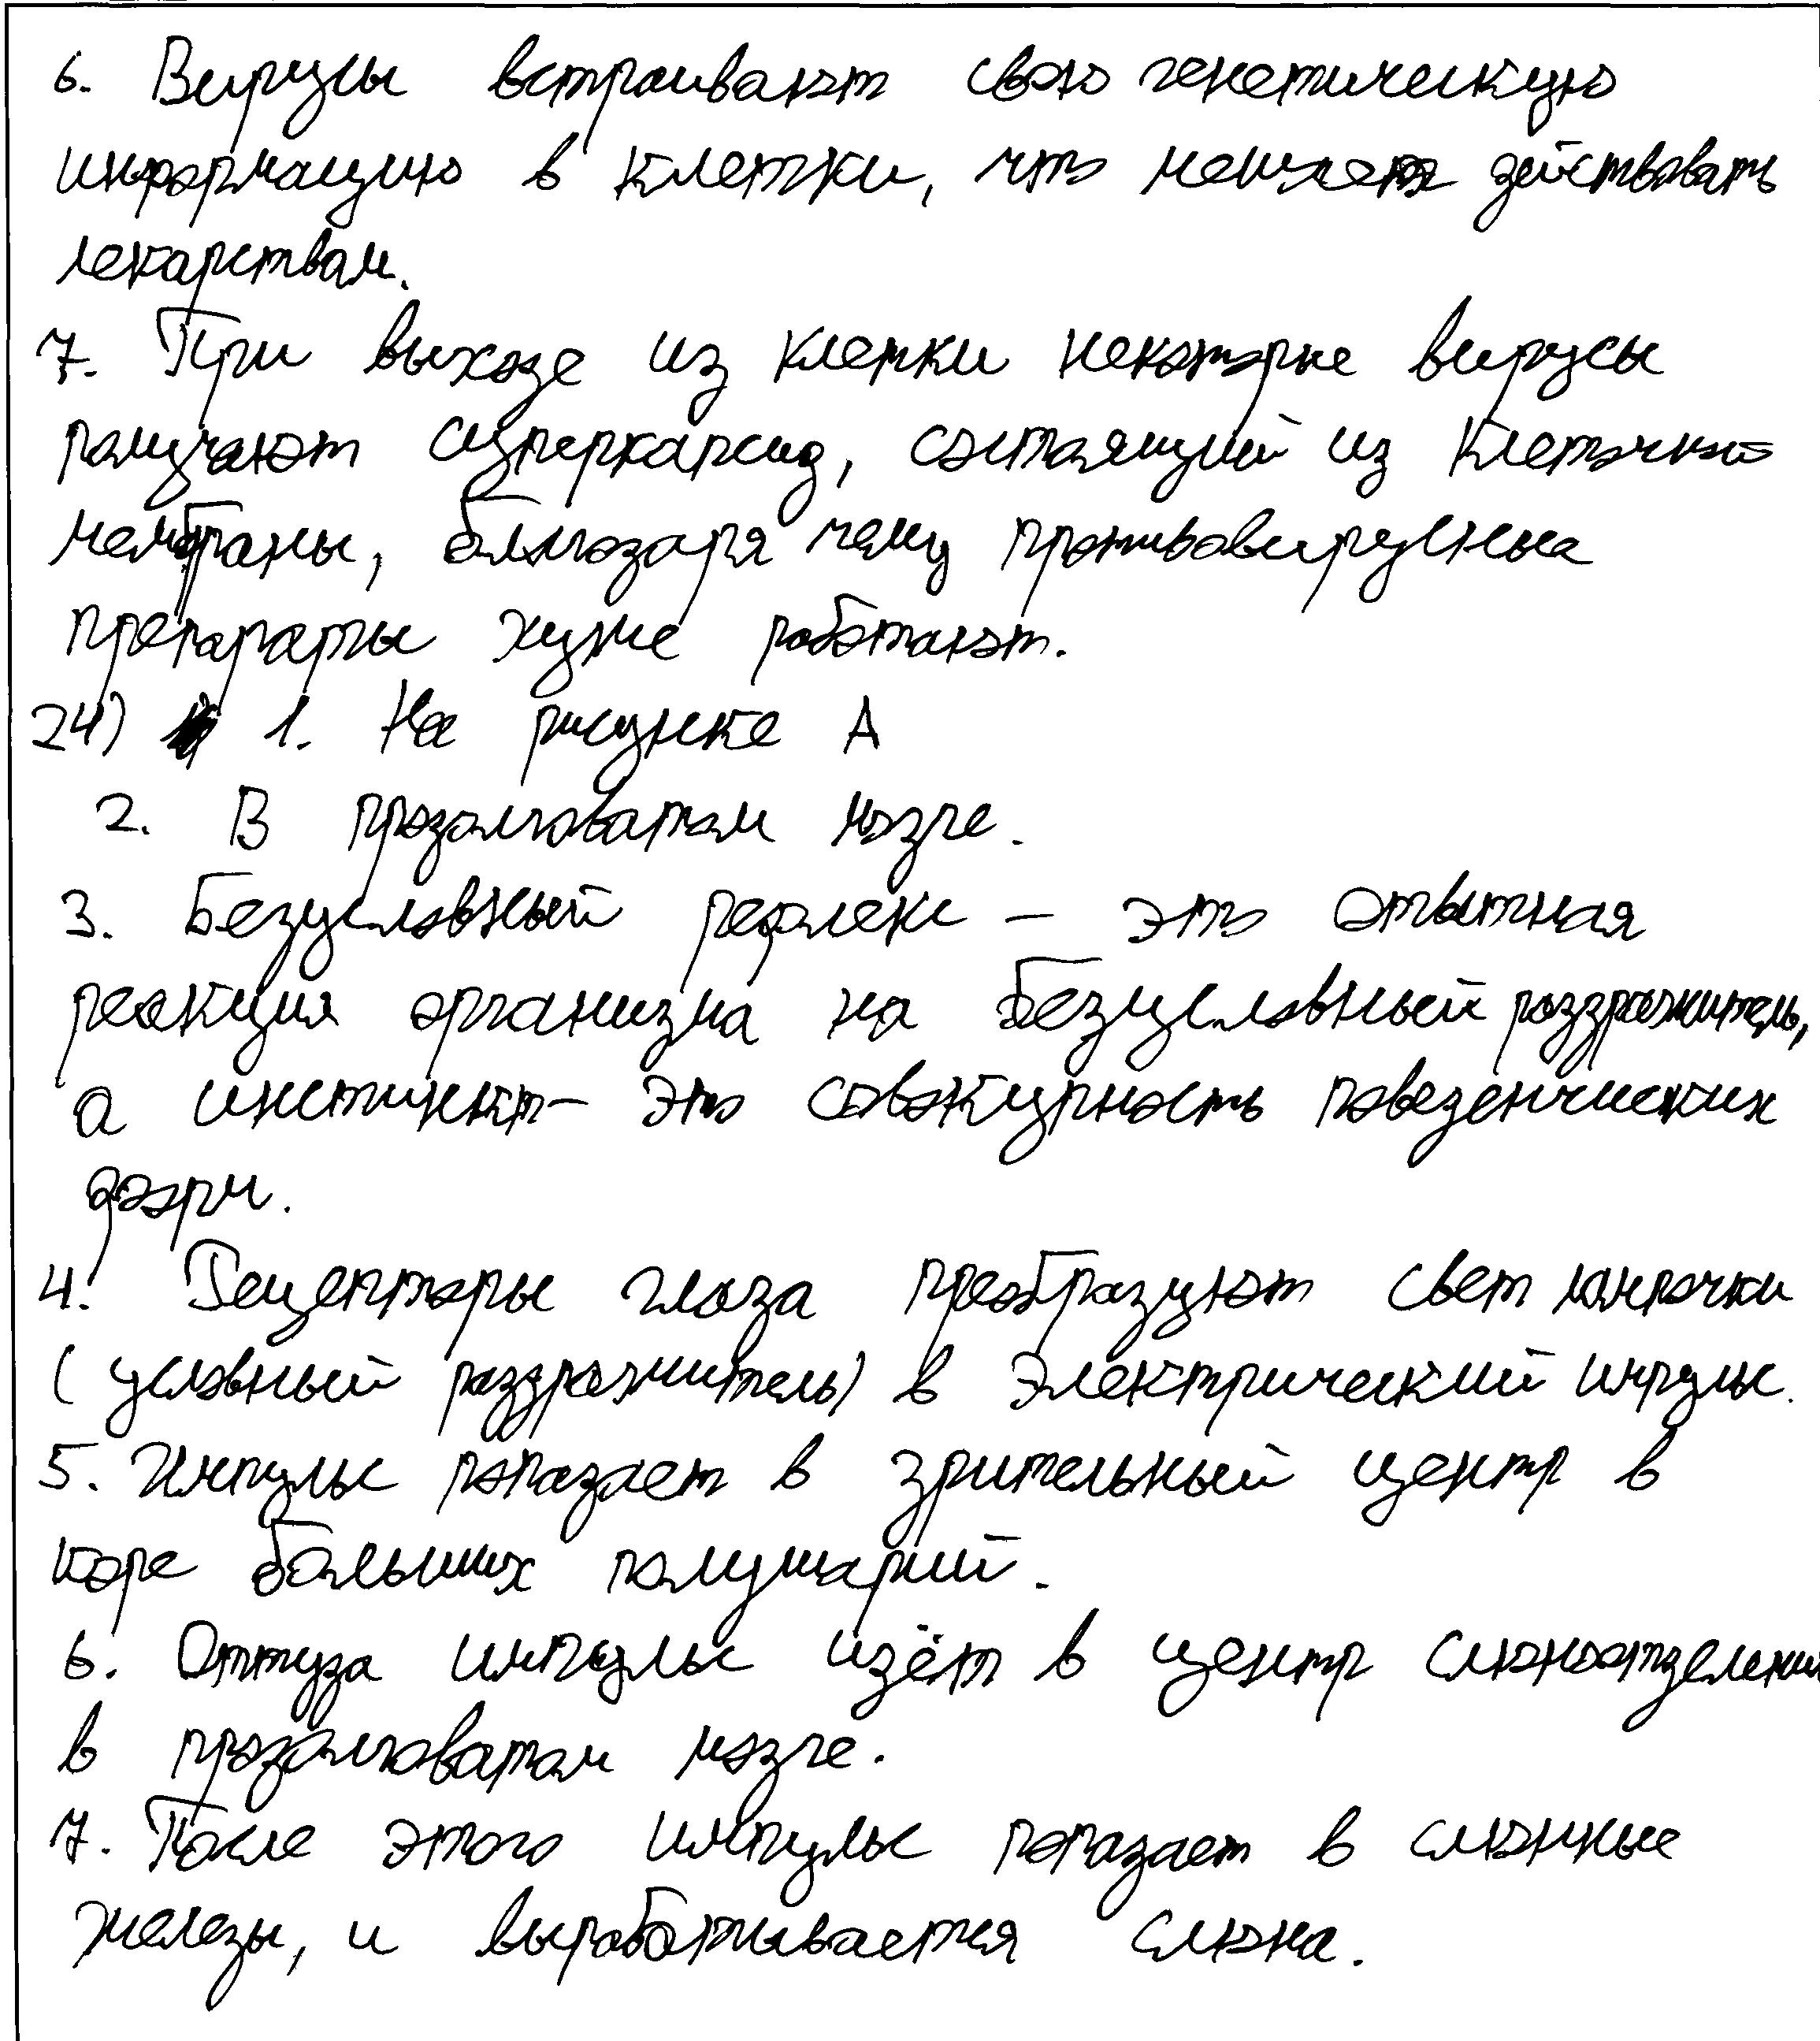 6. Вирусы встраивают свою генетическую
информацию в клетки, что мешает действовать
лекарствам.
7. При выходе из клетки некоторые вирусы
получают суперкапсид, состоящий из клеточной
мембраны, благодаря чему противовирусные
препараты хуже работают.
24) 1. На рисунке А
2. В продолговатом мозге.
3. Безусловный рефлекс – это ответная
реакция организма на безусловный раздражитель,
а инстинкт – это совокупность поведенческих
форм.
4. Рецепторы глаза преобразуют свет лампочки
(условный раздражитель) в электрический импульс.
5. Импульс попадает в зрительный центр в
коре больших полушарий.
6. Оттуда импульс идёт в центр слюноотделения
в продолговатом мозге.
7. После этого импульс попадает в слюнные
железы, и вырабатывается слюна.